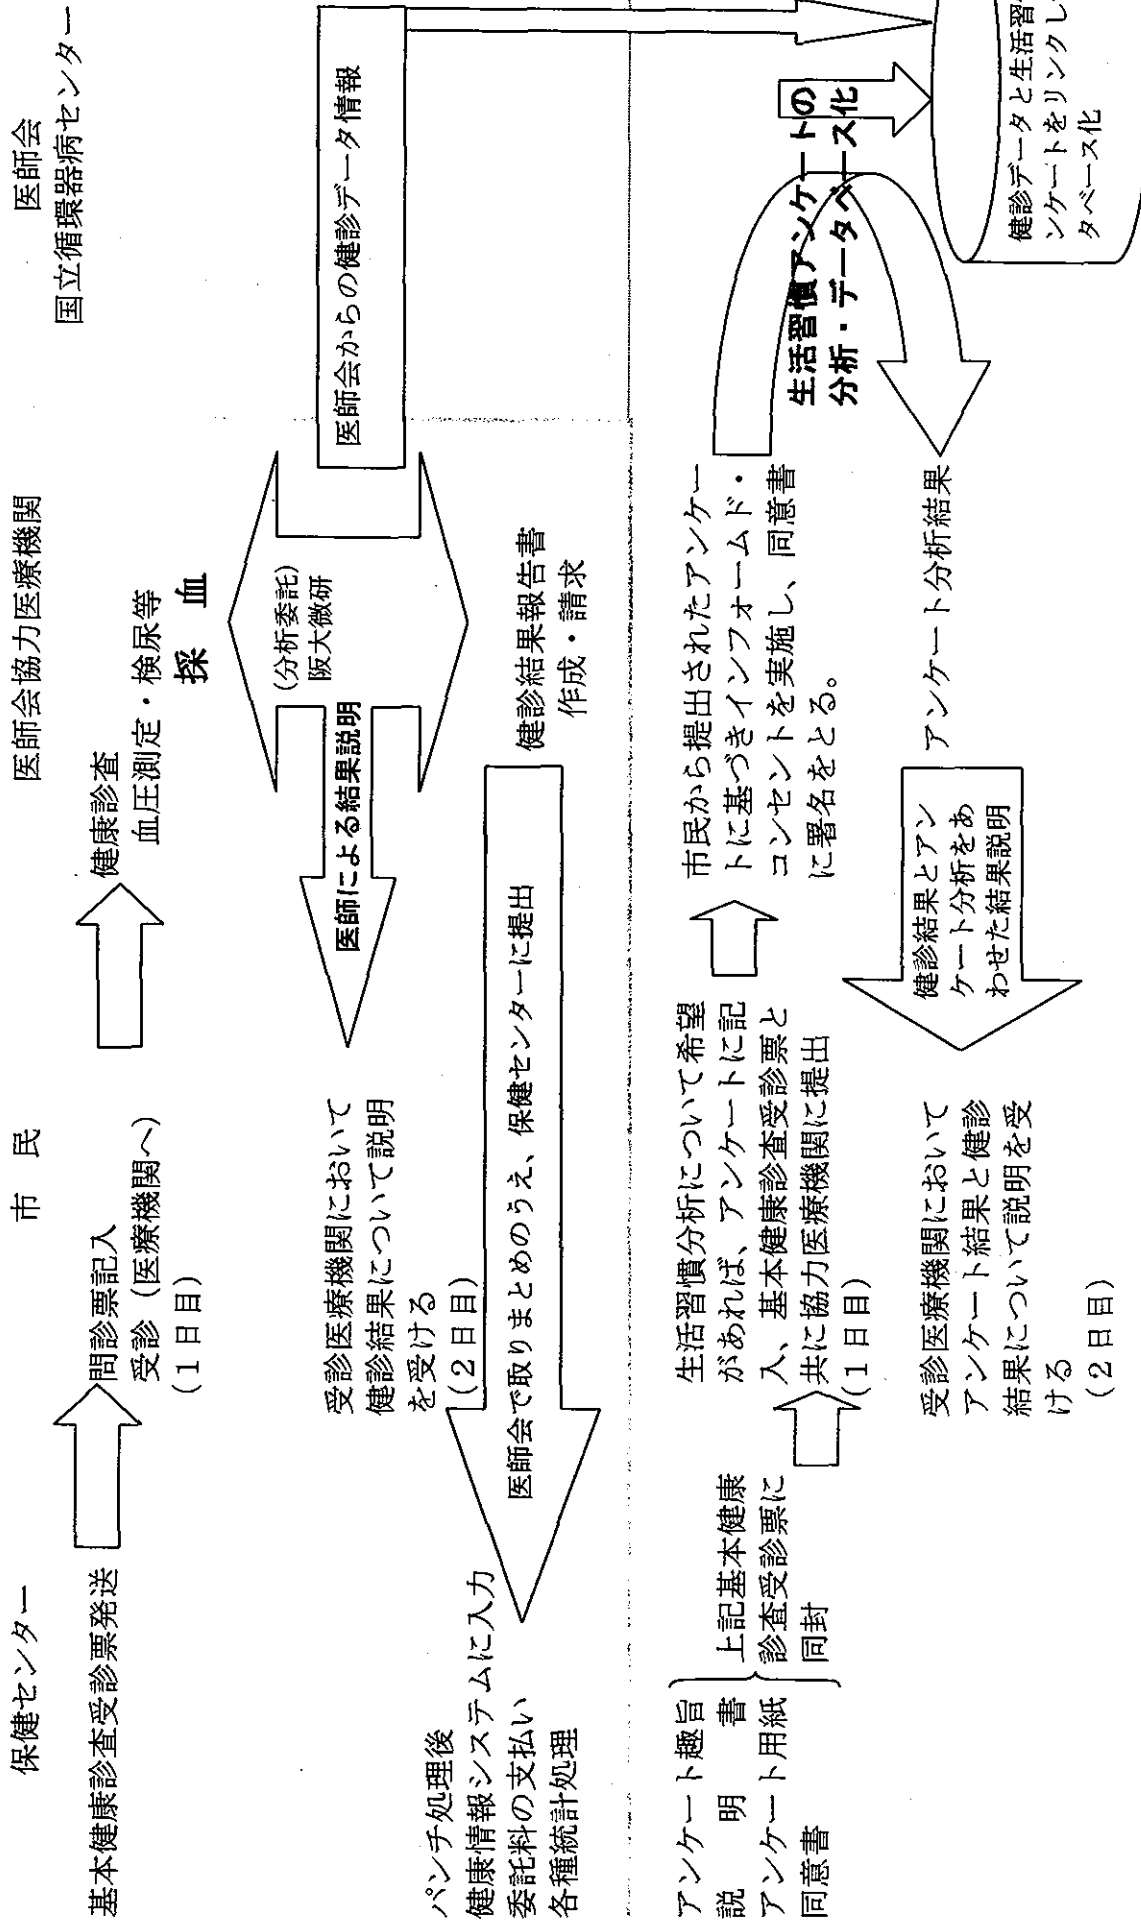 保健センター
市 民
医師会協力医療機関
医師会
国立循環器病センター
基本健康診査受診票発送
問診票記入
受診（医療機関へ）
（１日目）
健康診査
血圧測定・検尿等
採 血
（分析委託）
阪大微研
医師による結果説明
医師会からの健診データ情報
受診医療機関において
健診結果について説明
を受ける
（２日目）
健診結果報告書
作成・請求
医師会で取りまとめのうえ、保健センターに提出
パンチ処理後
健康情報システムに入力
委託料の支払い
各種統計処理
アンケート趣旨
説 明 書
アンケート用紙
同意書
上記基本健康
診査受診票に
同封
生活習慣分析について希望
があれば、アンケートに記
入、基本健康診査受診票と
共に協力医療機関に提出
（１日目）
市民から提出されたアンケー
トに基づきインフォームド・
コンセントを実施し、同意書
に署名をとる。
生活習慣アンケートの
分析・データベース化
健診データと生活習
ンケートをリンクし
タベース化
アンケート分析結果
健診結果とアン
ケート分析をあ
わせた結果説明
受診医療機関において
アンケート結果と健診
結果について説明を受
ける
（２日目）